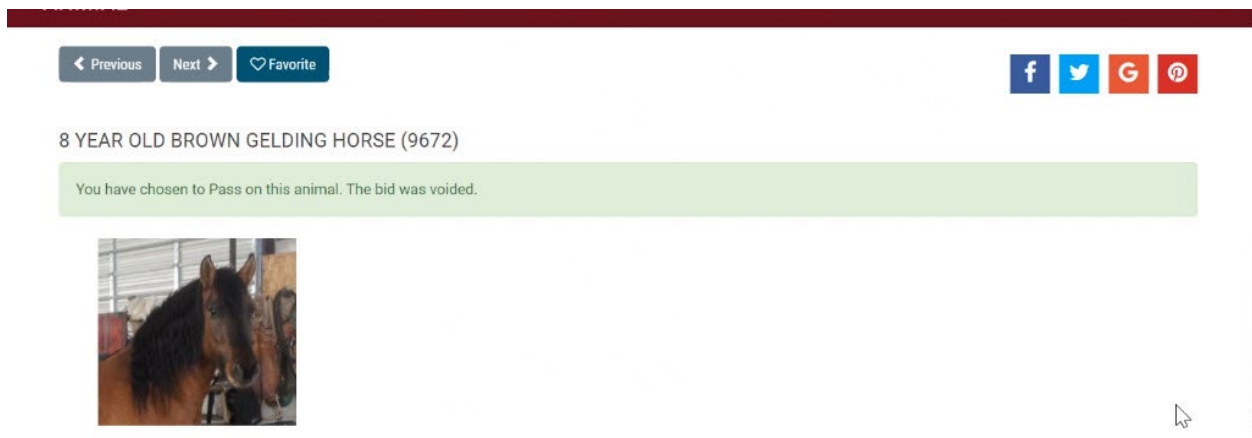 Previous
Next
Favorite
8 YEAR OLD BROWN GELDING HORSE (9672)
You have chosen to Pass on this animal. The bid was voided.